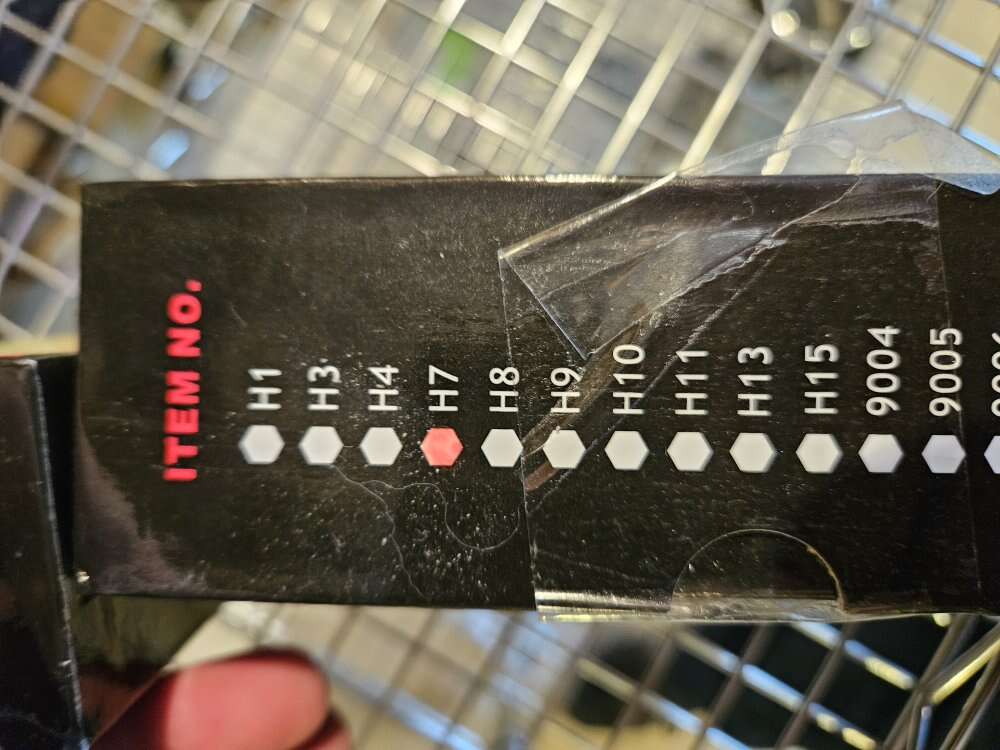 ITEM NO.
H1
H3
H4
H7
H8
H9
H10
H11
H13
H15
9004
9005